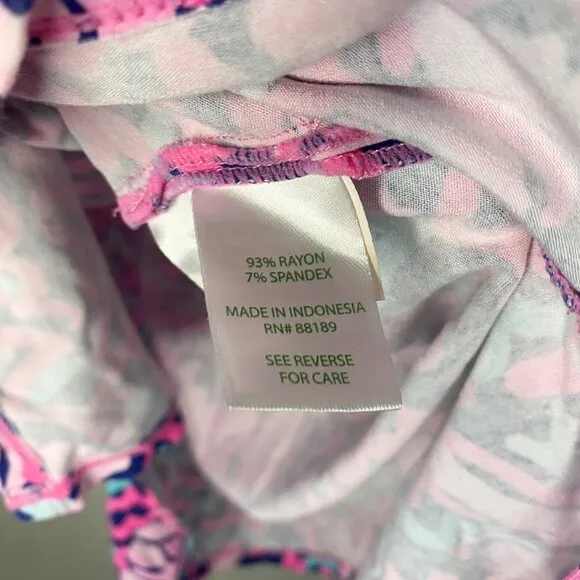 93% RAYON
7% SPANDEX
MADE IN INDONESIA
RN# 88189
SEE REVERSE
FOR CARE